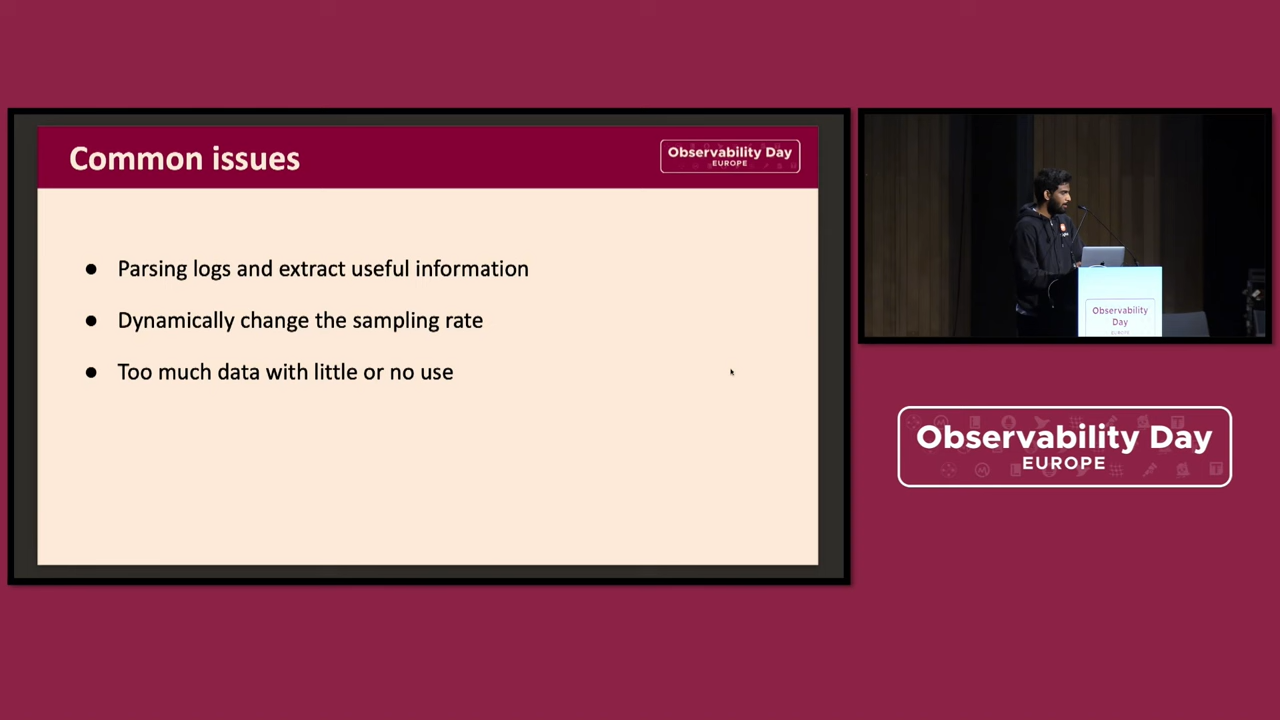 Common issues
Observability Day
EUROPE
● Parsing logs and extract useful information
● Dynamically change the sampling rate
● Too much data with little or no use
Observability
Day
EUROPE
Observability Day
EUROPE